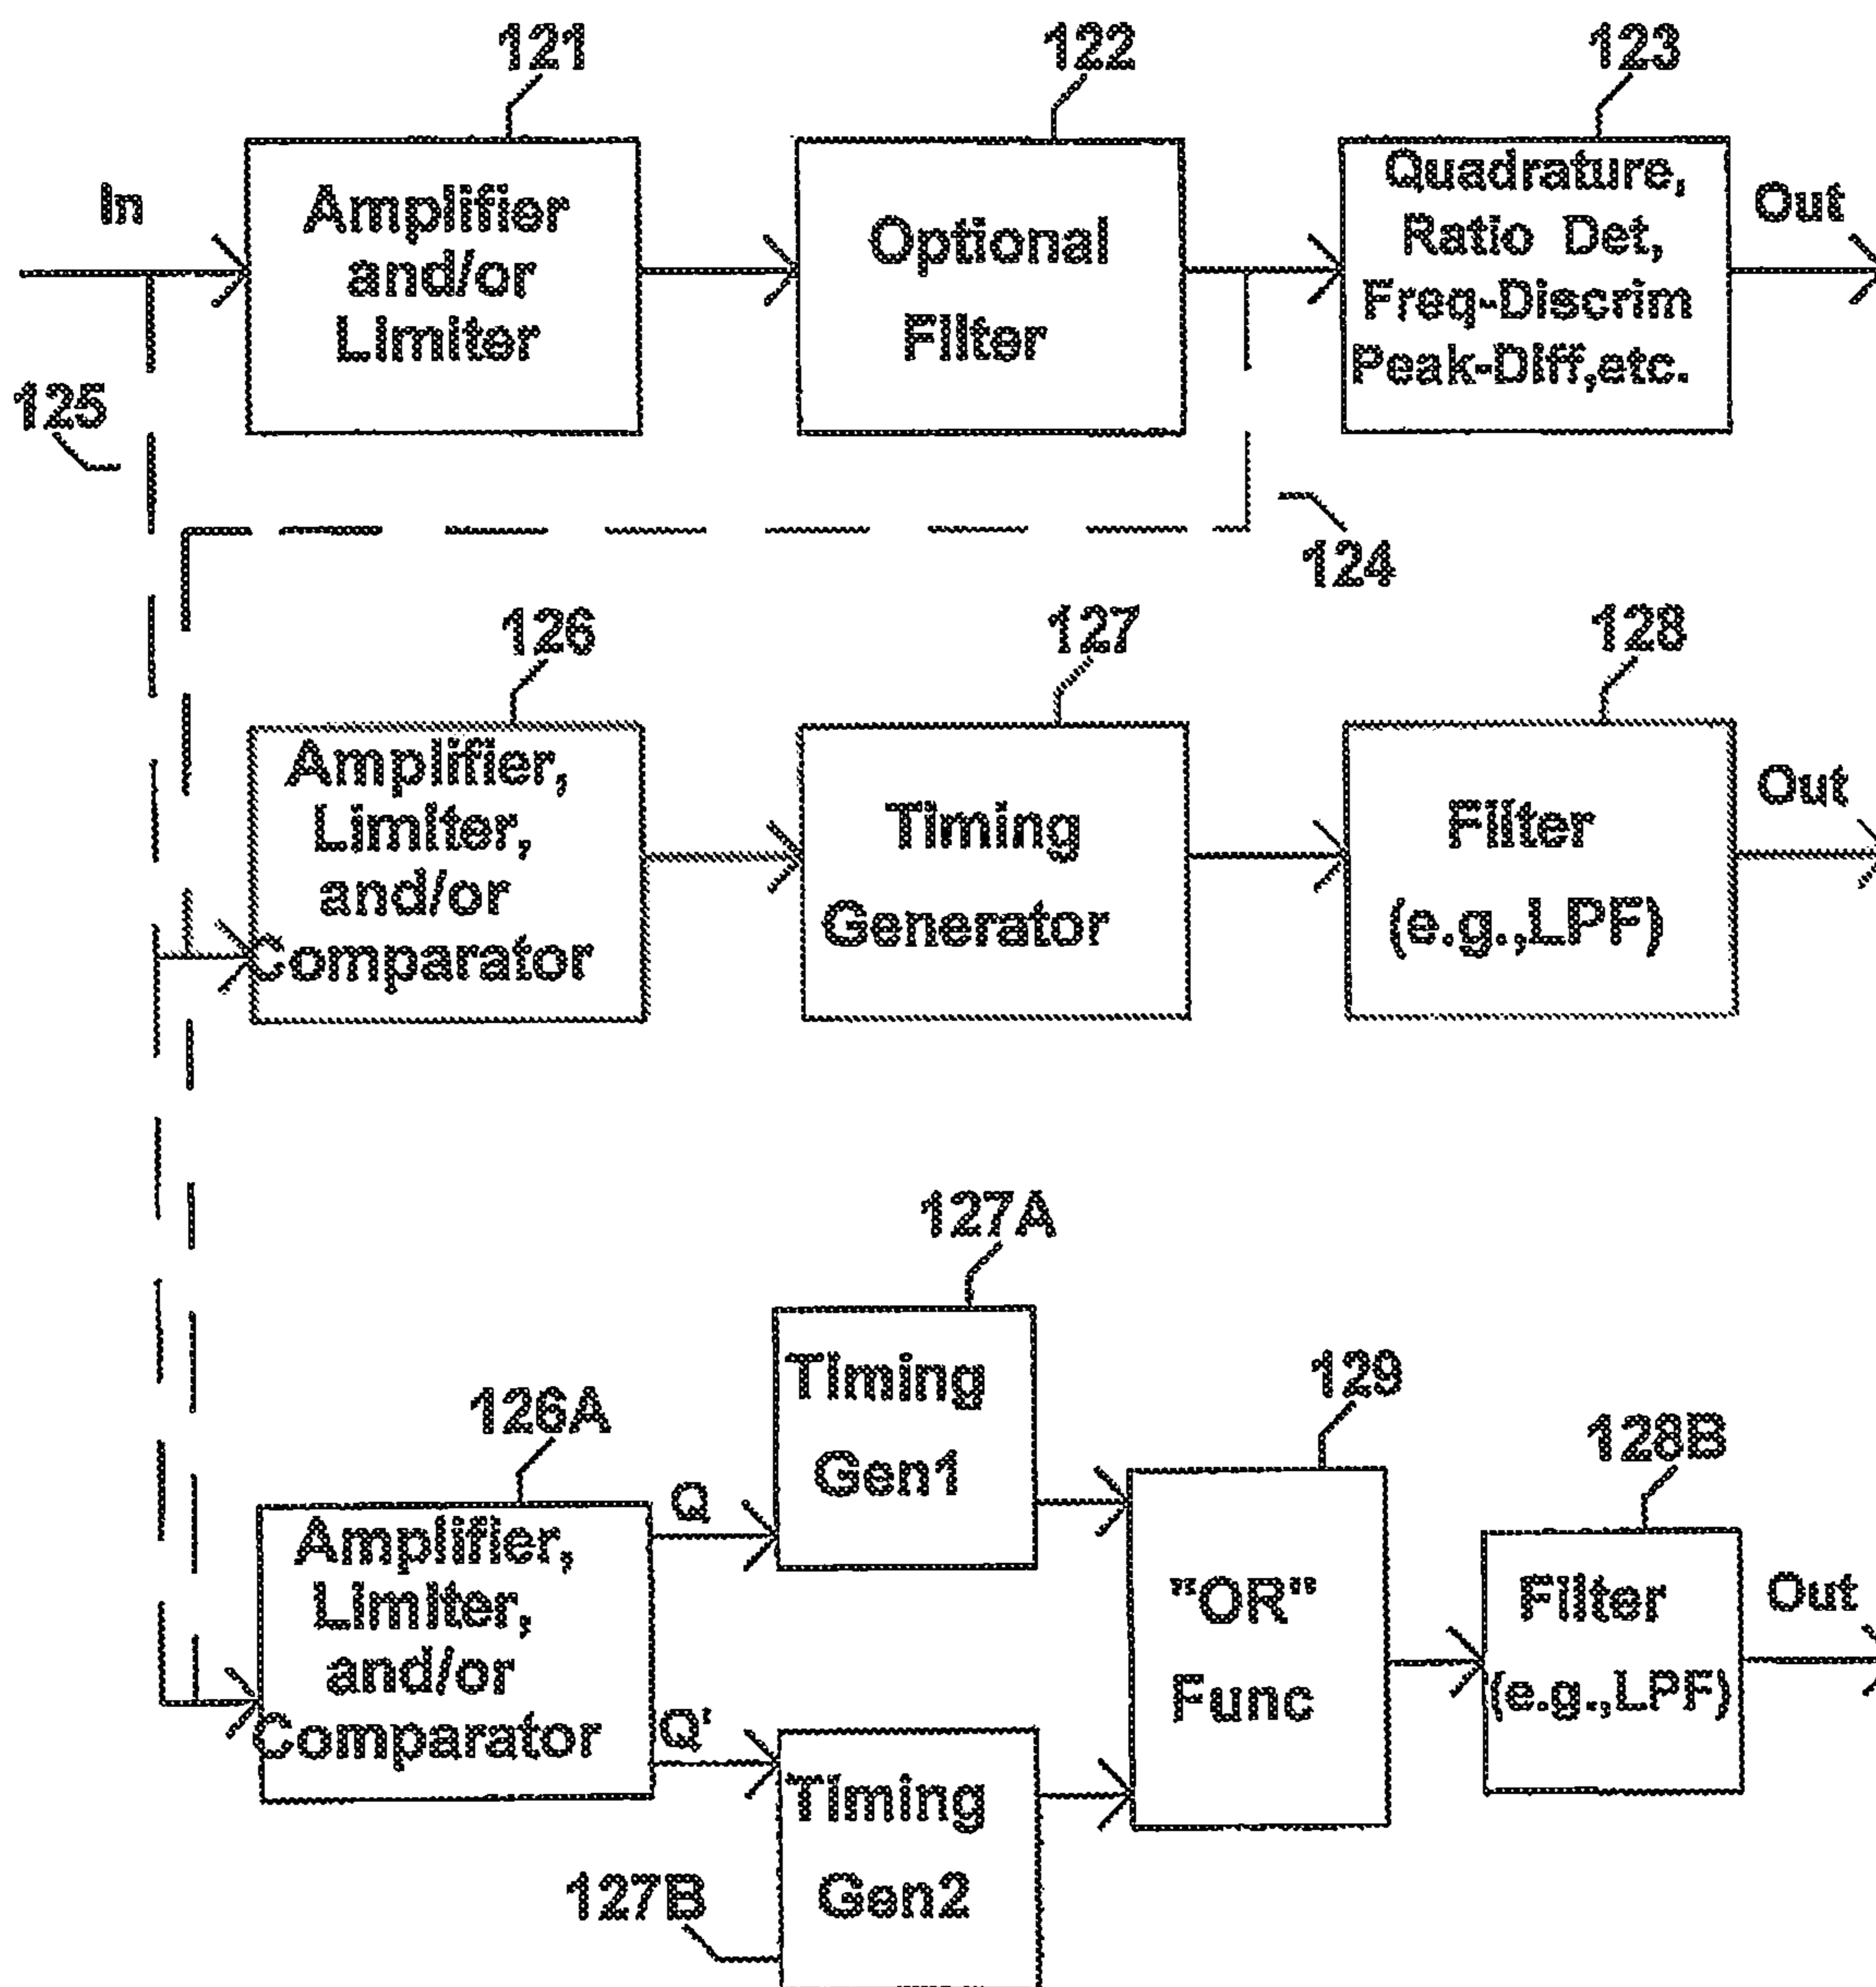 121
122
123
In
Amplifier
and/or
Limiter
Optional
Filter
Quadrature,
Ratio Det,
Freq-Discrim
Peak-Diff,etc.
Out
125
124
126
127
128
Amplifier,
Limiter,
and/or
Comparator
Timing
Generator
Filter
(e.g.,LPF)
Out
127A
Timing
Gen1
126A
129
128B
Amplifier,
Limiter,
and/or
Comparator
Q
Q'
"OR"
Func
Filter
(e.g.,LPF)
Out
Timing
Gen2
127B